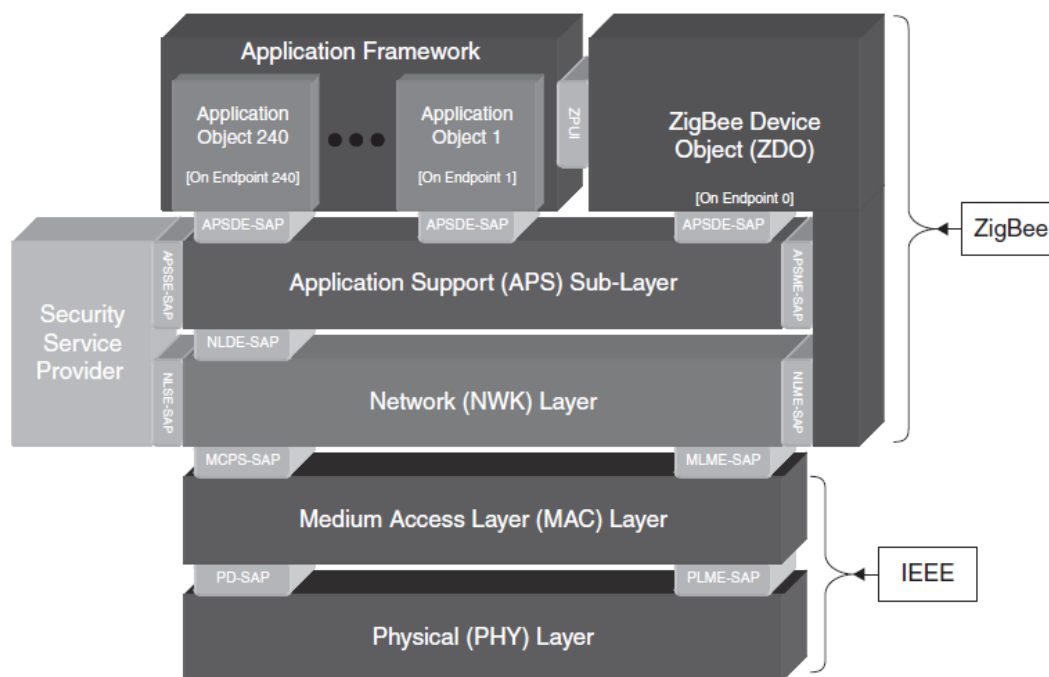 Application Framework
Application
Object 240
[On Endpoint 240]
Application
Object 1
[On Endpoint 1]
ZPUI
ZigBee Device
Object (ZDO)
[On Endpoint 0]
APSDE-SAP
APSDE-SAP
APSDE-SAP
ZigBee
Security
Service
Provider
APSSE-SAP
Application Support (APS) Sub-Layer
APSME-SAP
NLDE-SAP
NLSE-SAP
Network (NWK) Layer
NLME-SAP
MCPS-SAP
MLME-SAP
Medium Access Layer (MAC) Layer
PD-SAP
PLME-SAP
IEEE
Physical (PHY) Layer